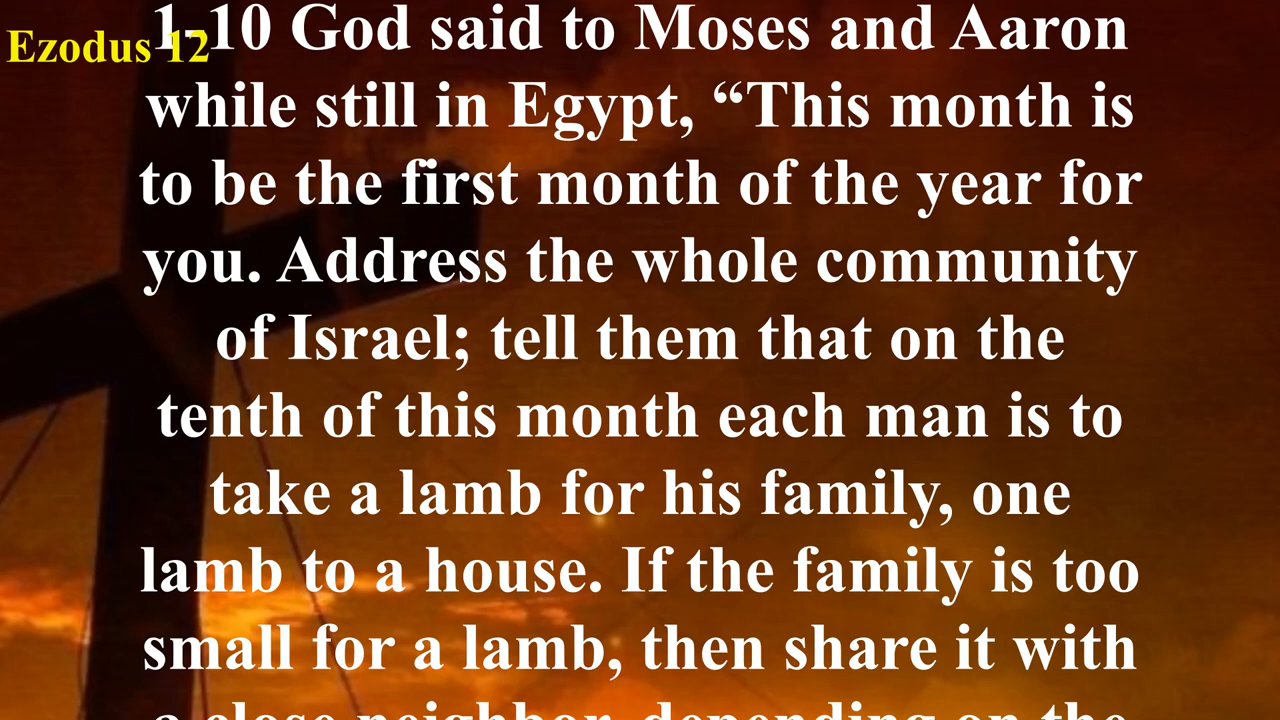 Ezodus 12
1-10 God said to Moses and Aaron
while still in Egypt, “This month is
to be the first month of the year for
you. Address the whole community
of Israel; tell them that on the
tenth of this month each man is to
take a lamb for his family, one
lamb to a house. If the family is too
small for a lamb, then share it with
a close neighbor, depending on the